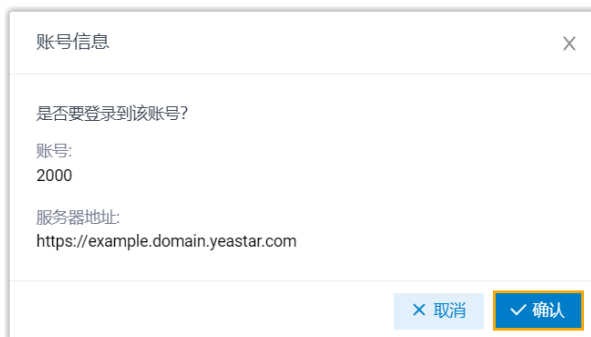 账号信息
是否要登录到该账号?
账号:
2000
服务器地址:
https://example.domain.yeastar.com
取消 确认